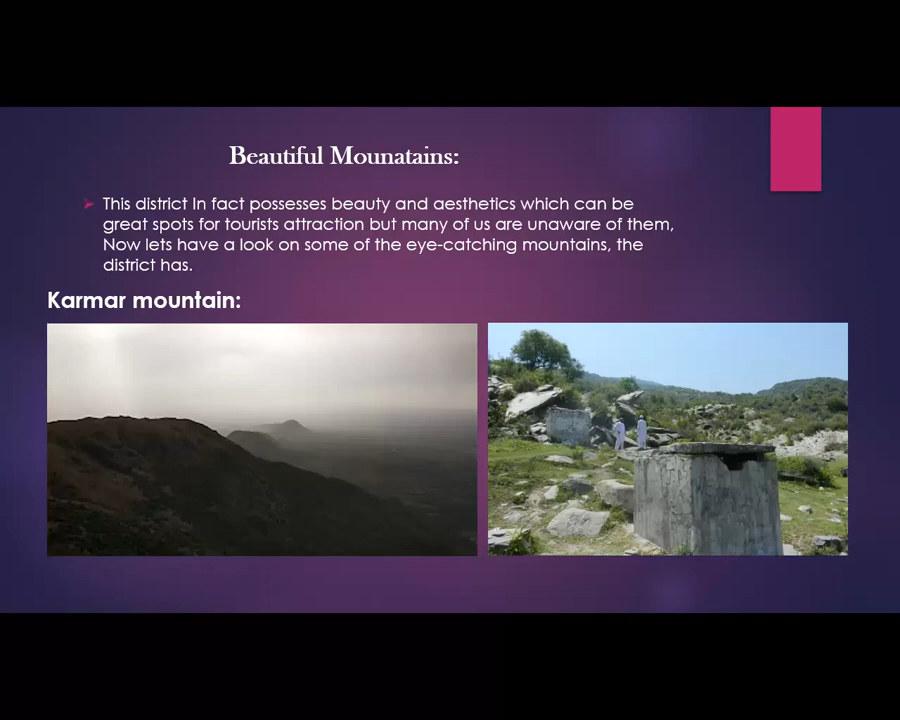 Beautiful Mounatains:
This district In fact possesses beauty and aesthetics which can be
great spots for tourists attraction but many of us are unaware of them,
Now lets have a look on some of the eye-catching mountains, the
district has.
Karmar mountain: